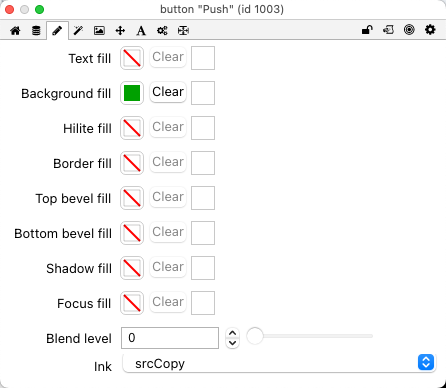 button "Push" (id 1003)
A
Text fill Clear
Background fill Clear
Hilite fill Clear
Border fill Clear
Top bevel fill Clear
Bottom bevel fill Clear
Shadow fill Clear
Focus fill Clear
Blend level 0
Ink srcCopy